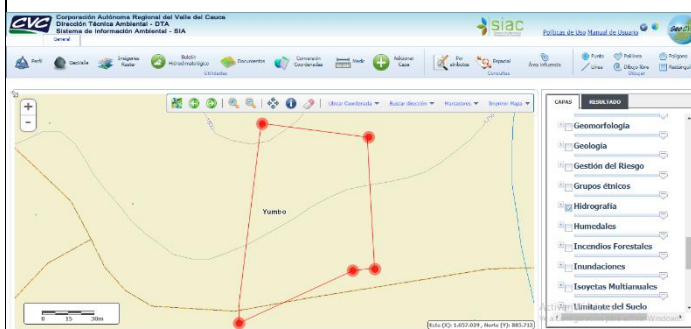 CVC Corporación Autónoma Regional del Valle del Cauca
Dirección Técnica Ambiental - DTA
Sistema de Información Ambiental - SIA
siac
Políticas de Uso Manual de Usuario
General
Perfil
Imágenes Raster
Boletín Hidroclimatológico
Documentos
Conversión Coordenadas
Medir
Adicionar Capa
Por atributos
Espacial
Área Influencia
Punto
Línea
Polilínea
Dibujo libre
Polígono
Rectángulo
Utilidades
Consultas
Dibujar
Ubicar Coordenada
Buscar dirección
Marcadores
Imprimir Mapa
CAPAS
RESULTADO
Geomorfología
Geología
Gestión del Riesgo
Grupos étnicos
Hidrografía
Humedales
Incendios Forestales
Inundaciones
Isoyetas Multianuales
Limitante del Suelo
Yumbo
0 15 30m